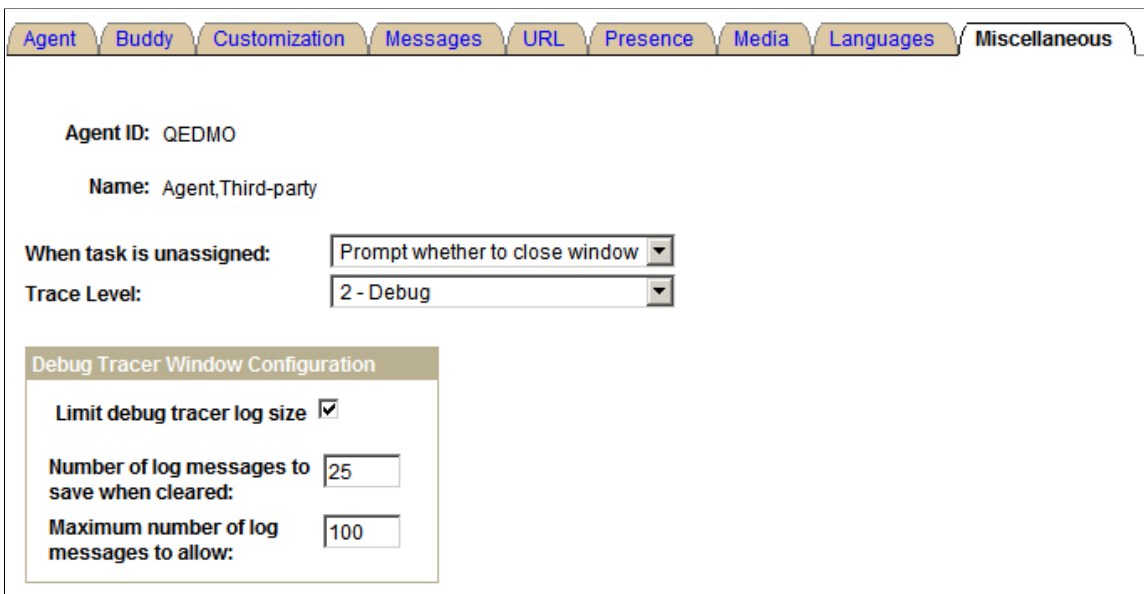 Agent Buddy Customization Messages URL Presence Media Languages Miscellaneous
Agent ID: QEDMO
Name: Agent,Third-party
When task is unassigned: Prompt whether to close window
Trace Level: 2 - Debug
Debug Tracer Window Configuration
Limit debug tracer log size
Number of log messages to
save when cleared: 25
Maximum number of log
messages to allow: 100